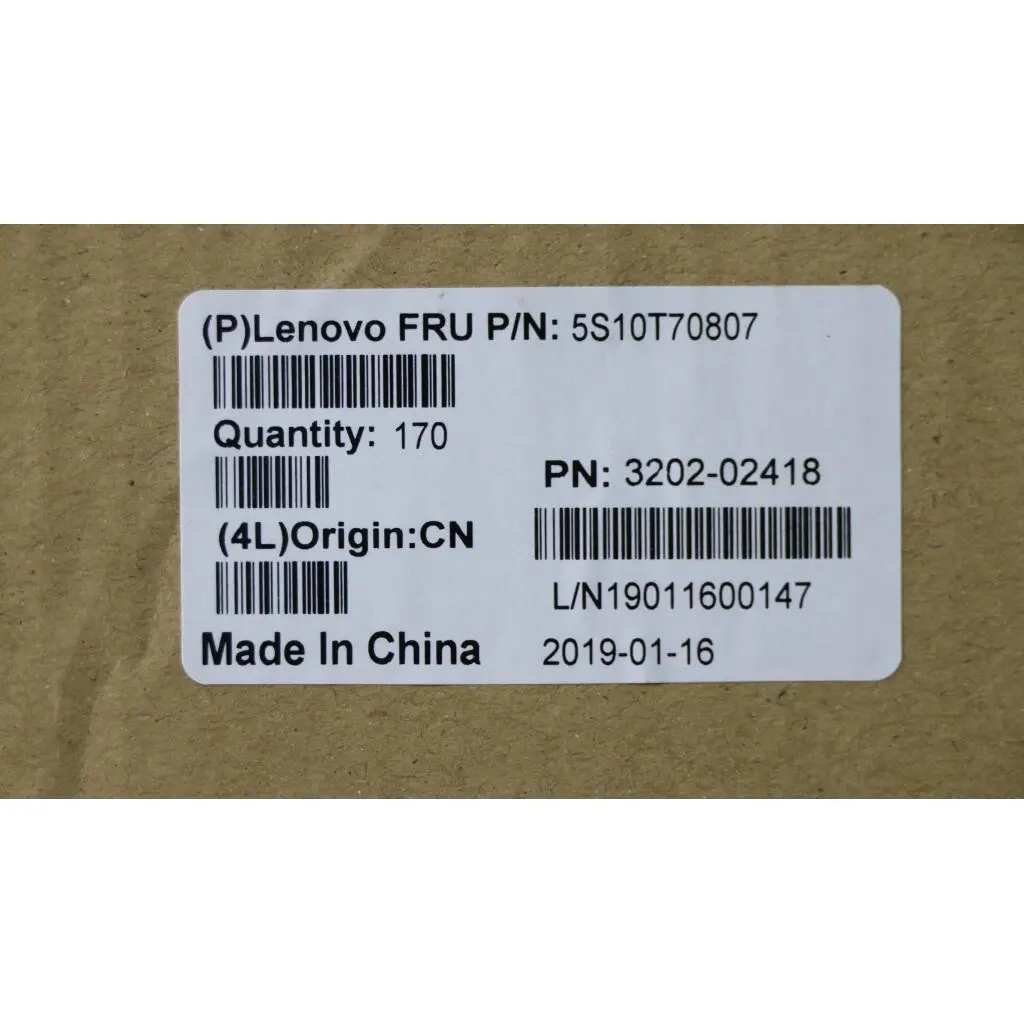 (P)Lenovo FRU P/N: 5S10T70807
Quantity: 170
PN: 3202-02418
(4L)Origin:CN
L/N19011600147
Made In China
2019-01-16